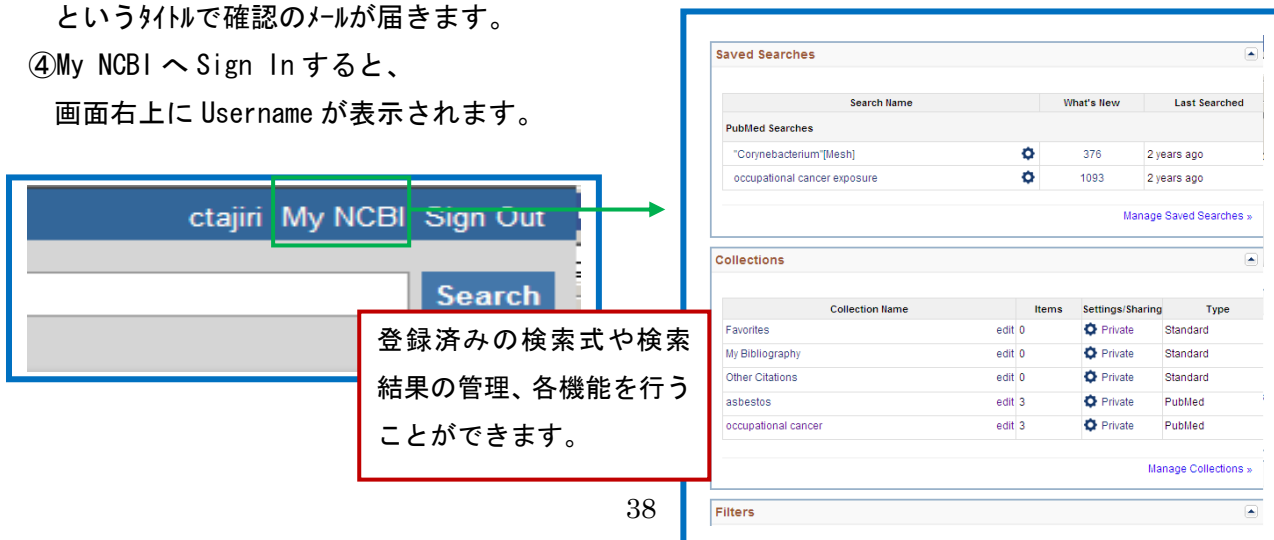 というﾀｲﾄﾙで確認のﾒｰﾙが届きます。
④My NCBI へ Sign In すると、
画面右上に Username が表示されます。
ctajiri My NCBI Sign Out
Search
登録済みの検索式や検索
結果の管理、各機能を行う
ことができます。
Saved Searches
Search Name What's New Last Searched
PubMed Searches
"Corynebacterium"[Mesh] 376 2 years ago
occupational cancer exposure 1093 2 years ago
Manage Saved Searches »
Collections
Collection Name Items Settings/Sharing Type
Favorites edit 0 Private Standard
My Bibliography edit 0 Private Standard
Other Citations edit 0 Private Standard
asbestos edit 3 Private PubMed
occupational cancer edit 3 Private PubMed
Manage Collections »
Filters
38